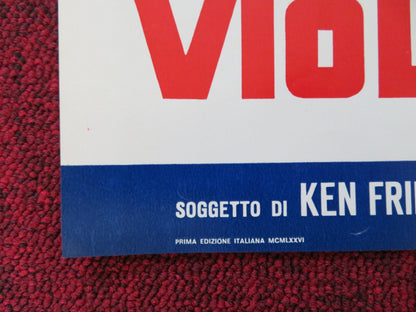 VIOL
SOGGETTO DI KEN FRI
PRIMA EDIZIONE ITALIANA MCMLXXVI